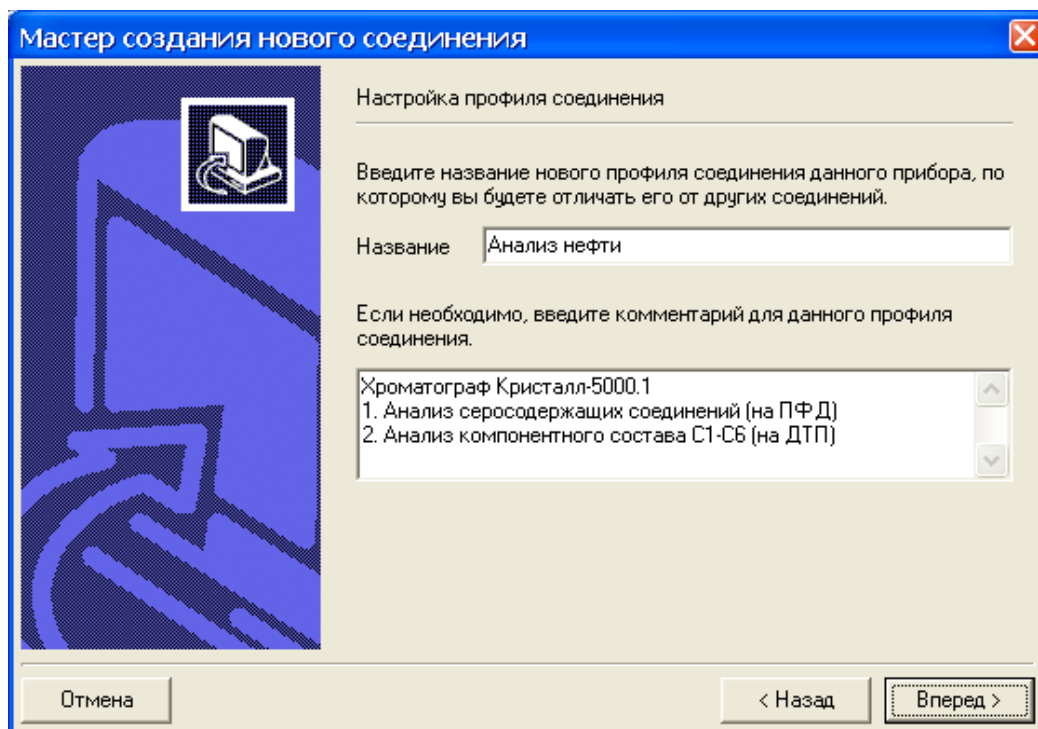 Мастер создания нового соединения
Настройка профиля соединения
Введите название нового профиля соединения данного прибора, по
которому вы будете отличать его от других соединений.
Название
Анализ нефти
Если необходимо, введите комментарий для данного профиля
соединения.
Хроматограф Кристалл-5000.1
1. Анализ серосодержащих соединений (на ПФД)
2. Анализ компонентного состава С1-С6 (на ДТП)
Отмена
< Назад
Вперед >